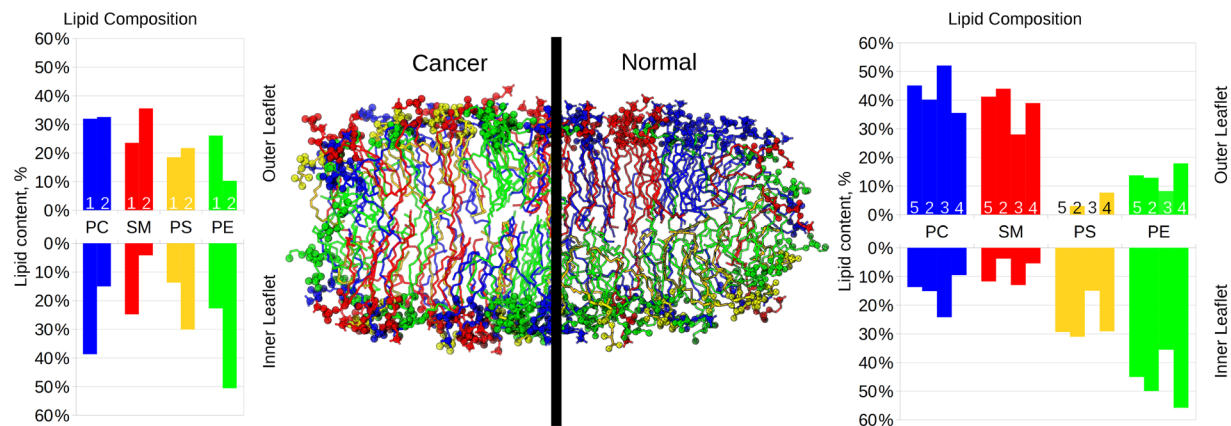 Lipid Composition
60%
50%
40%
30%
20%
10%
0%
1 2 1 2 1 2 1 2
PC SM PS PE
0%
10%
20%
30%
40%
50%
60%
Lipid content, %
Outer Leaflet
Inner Leaflet
Cancer
Normal
Lipid Composition
60%
50%
40%
30%
20%
10%
0%
5 2 3 4 5 2 3 4 5 2 3 4 5 2 3 4
PC SM PS PE
0%
10%
20%
30%
40%
50%
60%
Lipid content, %
Outer Leaflet
Inner Leaflet